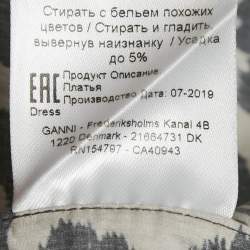 Стирать с бельем похожих
цветов / Стирать и гладить,
вывернув наизнанку / Усадка
до 5%
EAC Продукт Описание
Платья
Производство Дата: 07-2019
Dress
GANNI - Frederiksholms Kanal 4B
1220 Denmark - 21664731 DK
RN154797 - CA40943